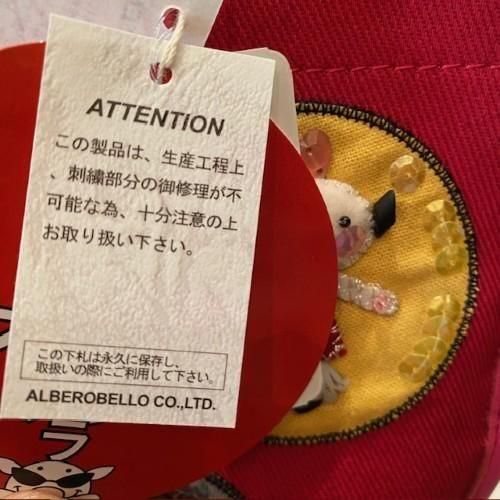 ATTENTION
この製品は、生産工程上
、刺繍部分の御修理が不
可能な為、十分注意の上
お取り扱い下さい。
この下札は永久に保存し、
取扱いの際にご利用して下さい。
ALBEROBELLO CO.,LTD.
ラ